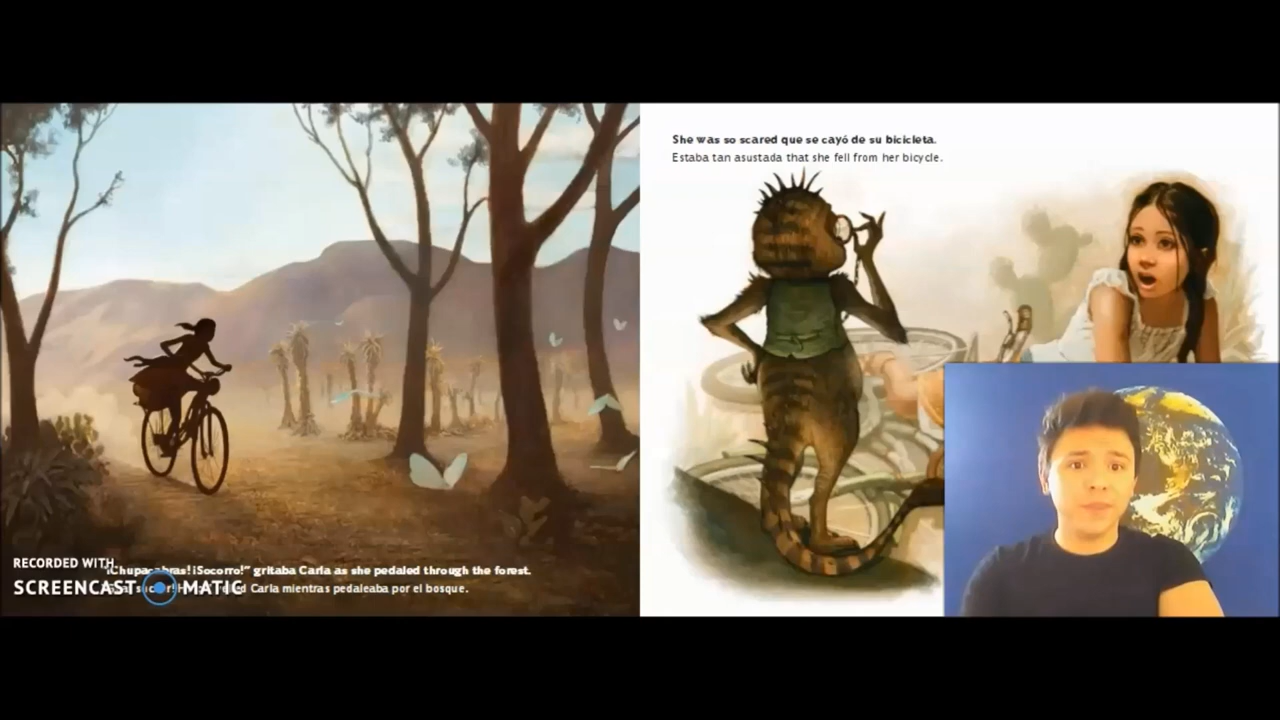 She was so scared que se cayó de su bicicleta.
Estaba tan asustada that she fell from her bicycle.
RECORDED WITH
SCREENCAST MATIC
¡Socorro!” gritaba Carla as she pedaled through the forest.
Carla mientras pedaleaba por el bosque.